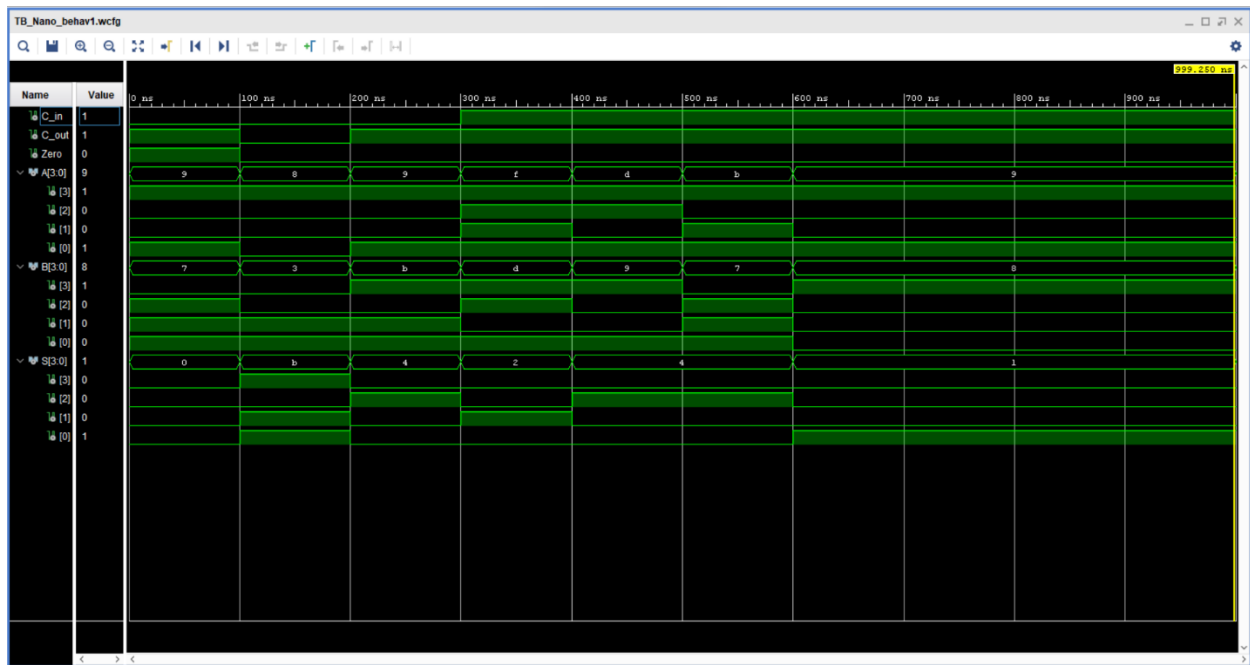 TB_Nano_behav1.wcfg
999.250 ns
Name Value
0 ns 100 ns 200 ns 300 ns 400 ns 500 ns 600 ns 700 ns 800 ns 900 ns
C_in 1
C_out 1
Zero 0
A[3:0] 9 9 8 9 f d b 9
[3] 1
[2] 0
[1] 0
[0] 1
B[3:0] 8 7 3 b d 9 7 8
[3] 1
[2] 0
[1] 0
[0] 0
S[3:0] 1 0 b 4 2 4 1
[3] 0
[2] 0
[1] 0
[0] 1